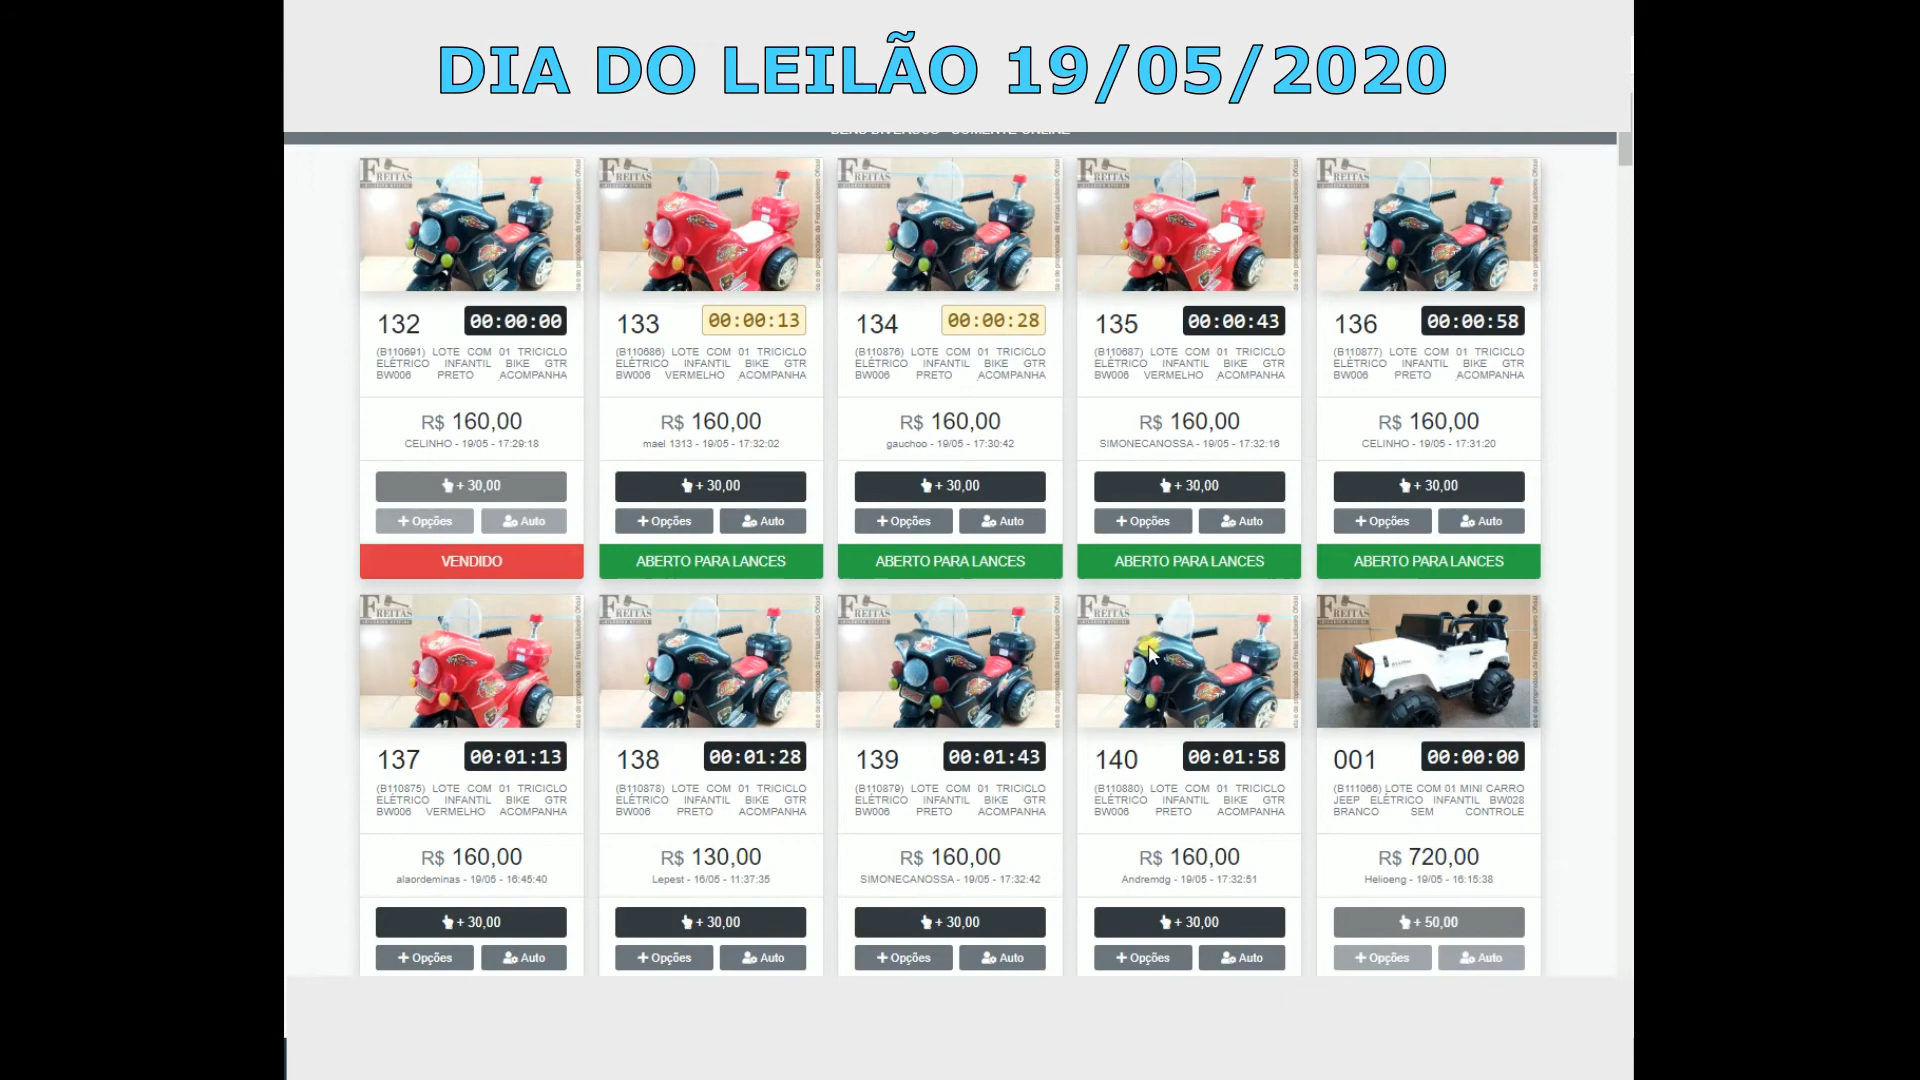 DIA DO LEILÃO 19/05/2020
BENS DIVERSOS - SOMENTE ONLINE
FREITAS
FREITAS
FREITAS
FREITAS
FREITAS
132 00:00:00
(B110691) LOTE COM 01 TRICICLO
ELÉTRICO INFANTIL BIKE GTR
BW006 PRETO ,ACOMPANHA
R$ 160,00
CELINHO - 19/05 - 17:29:18
+ 30,00
+ Opções Auto
VENDIDO
133 00:00:13
(B110686) LOTE COM 01 TRICICLO
ELÉTRICO INFANTIL BIKE GTR
BW006 VERMELHO ,ACOMPANHA
R$ 160,00
mael 1313 - 19/05 - 17:32:02
+ 30,00
+ Opções Auto
ABERTO PARA LANCES
134 00:00:28
(B110876) LOTE COM 01 TRICICLO
ELÉTRICO INFANTIL BIKE GTR
BW006 PRETO ,ACOMPANHA
R$ 160,00
gauchoo - 19/05 - 17:30:42
+ 30,00
+ Opções Auto
ABERTO PARA LANCES
135 00:00:43
(B110687) LOTE COM 01 TRICICLO
ELÉTRICO INFANTIL BIKE GTR
BW006 VERMELHO ,ACOMPANHA
R$ 160,00
SIMONECANOSSA - 19/05 - 17:32:16
+ 30,00
+ Opções Auto
ABERTO PARA LANCES
136 00:00:58
(B110877) LOTE COM 01 TRICICLO
ELÉTRICO INFANTIL BIKE GTR
BW006 PRETO ,ACOMPANHA
R$ 160,00
CELINHO - 19/05 - 17:31:20
+ 30,00
+ Opções Auto
ABERTO PARA LANCES
FREITAS
FREITAS
FREITAS
FREITAS
FREITAS
137 00:01:13
(B110875) LOTE COM 01 TRICICLO
ELÉTRICO INFANTIL BIKE GTR
BW006 VERMELHO ACOMPANHA
R$ 160,00
alaordeminas - 19/05 - 16:45:40
+ 30,00
+ Opções Auto
138 00:01:28
(B110878) LOTE COM 01 TRICICLO
ELÉTRICO INFANTIL BIKE GTR
BW006 PRETO ACOMPANHA
R$ 130,00
Lepest - 16/05 - 11:37:35
+ 30,00
+ Opções Auto
139 00:01:43
(B110879) LOTE COM 01 TRICICLO
ELÉTRICO INFANTIL BIKE GTR
BW006 PRETO ACOMPANHA
R$ 160,00
SIMONECANOSSA - 19/05 - 17:32:42
+ 30,00
+ Opções Auto
140 00:01:58
(B110880) LOTE COM 01 TRICICLO
ELÉTRICO INFANTIL BIKE GTR
BW006 PRETO ACOMPANHA
R$ 160,00
Andremdg - 19/05 - 17:32:51
+ 30,00
+ Opções Auto
001 00:00:00
(B111066) LOTE COM 01 MINI CARRO
JEEP ELÉTRICO INFANTIL BW028
BRANCO SEM CONTROLE
R$ 720,00
Helioeng - 19/05 - 16:15:38
+ 50,00
+ Opções Auto